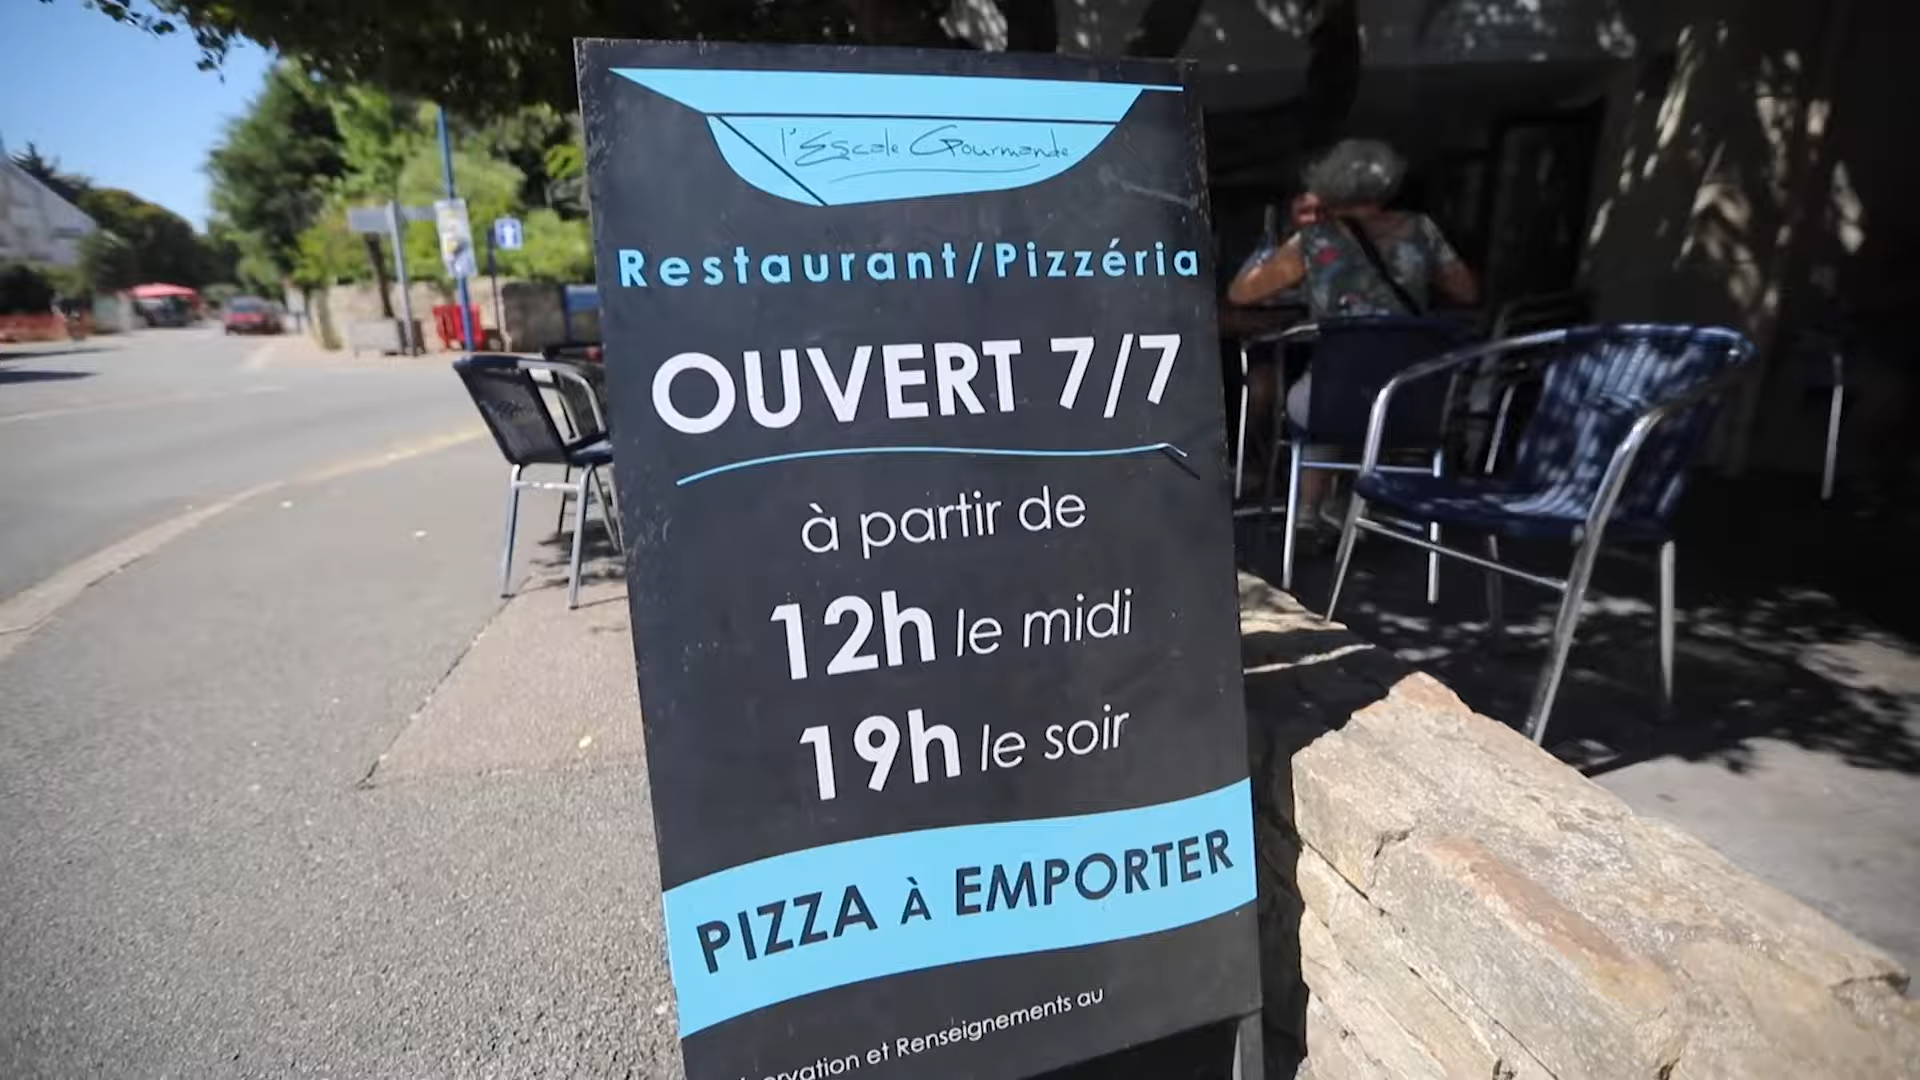 l'Escale Gourmande
Restaurant/Pizzéria
OUVERT 7/7
à partir de
12h le midi
19h le soir
PIZZA À EMPORTER
et Renseignements au